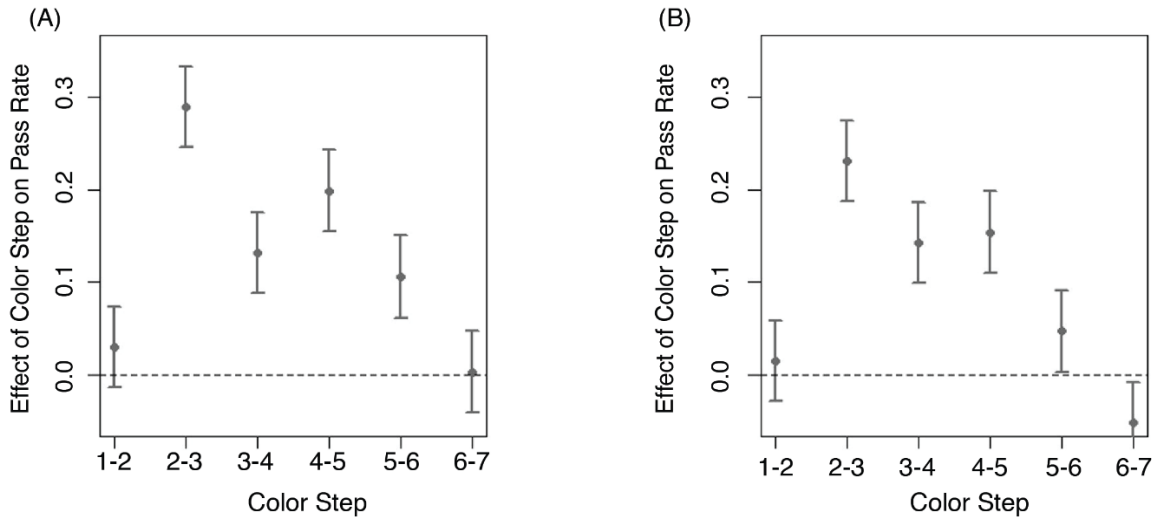 (A)
Effect of Color Step on Pass Rate
0.3
0.2
0.1
0.0
1-2 2-3 3-4 4-5 5-6 6-7
Color Step
(B)
Effect of Color Step on Pass Rate
0.3
0.2
0.1
0.0
1-2 2-3 3-4 4-5 5-6 6-7
Color Step